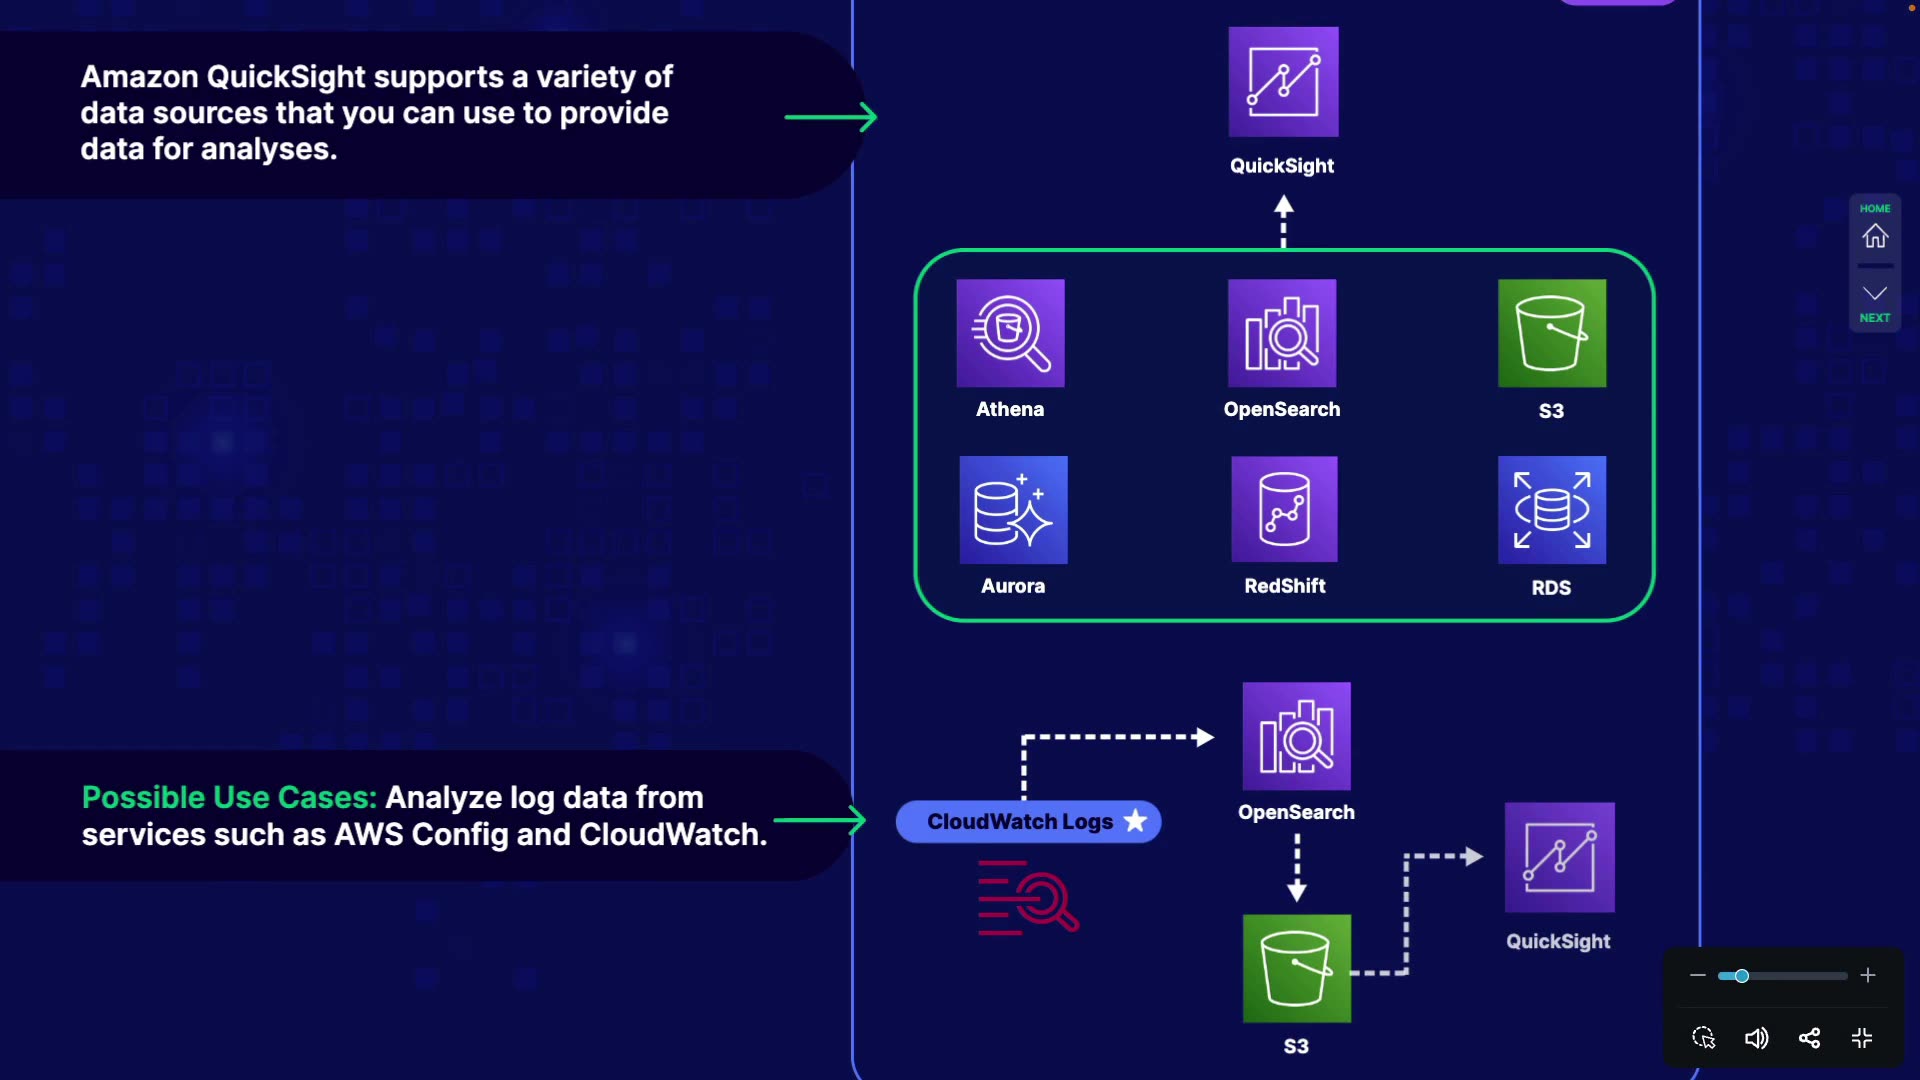 Amazon QuickSight supports a variety of
data sources that you can use to provide
data for analyses.
QuickSight
HOME
NEXT
Athena
OpenSearch
S3
Aurora
RedShift
RDS
Possible Use Cases: Analyze log data from
services such as AWS Config and CloudWatch.
CloudWatch Logs
OpenSearch
QuickSight
S3